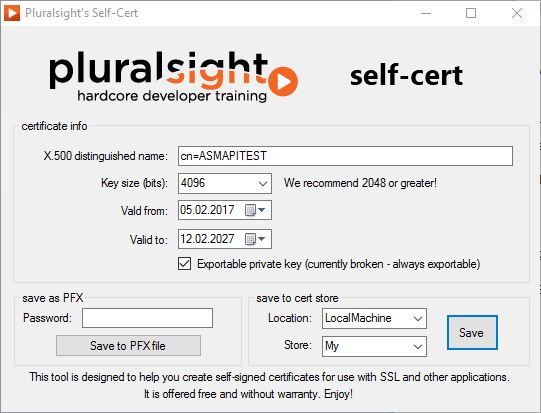 Pluralsight's Self-Cert
pluralsight
hardcore developer training
self-cert
certificate info
X.500 distinguished name: cn=ASMAPITEST
Key size (bits): 4096 We recommend 2048 or greater!
Vald from: 05.02.2017
Valid to: 12.02.2027
Exportable private key (currently broken - always exportable)
save as PFX
Password:
Save to PFX file
save to cert store
Location: LocalMachine
Store: My
Save
This tool is designed to help you create self-signed certificates for use with SSL and other applications.
It is offered free and without warranty. Enjoy!